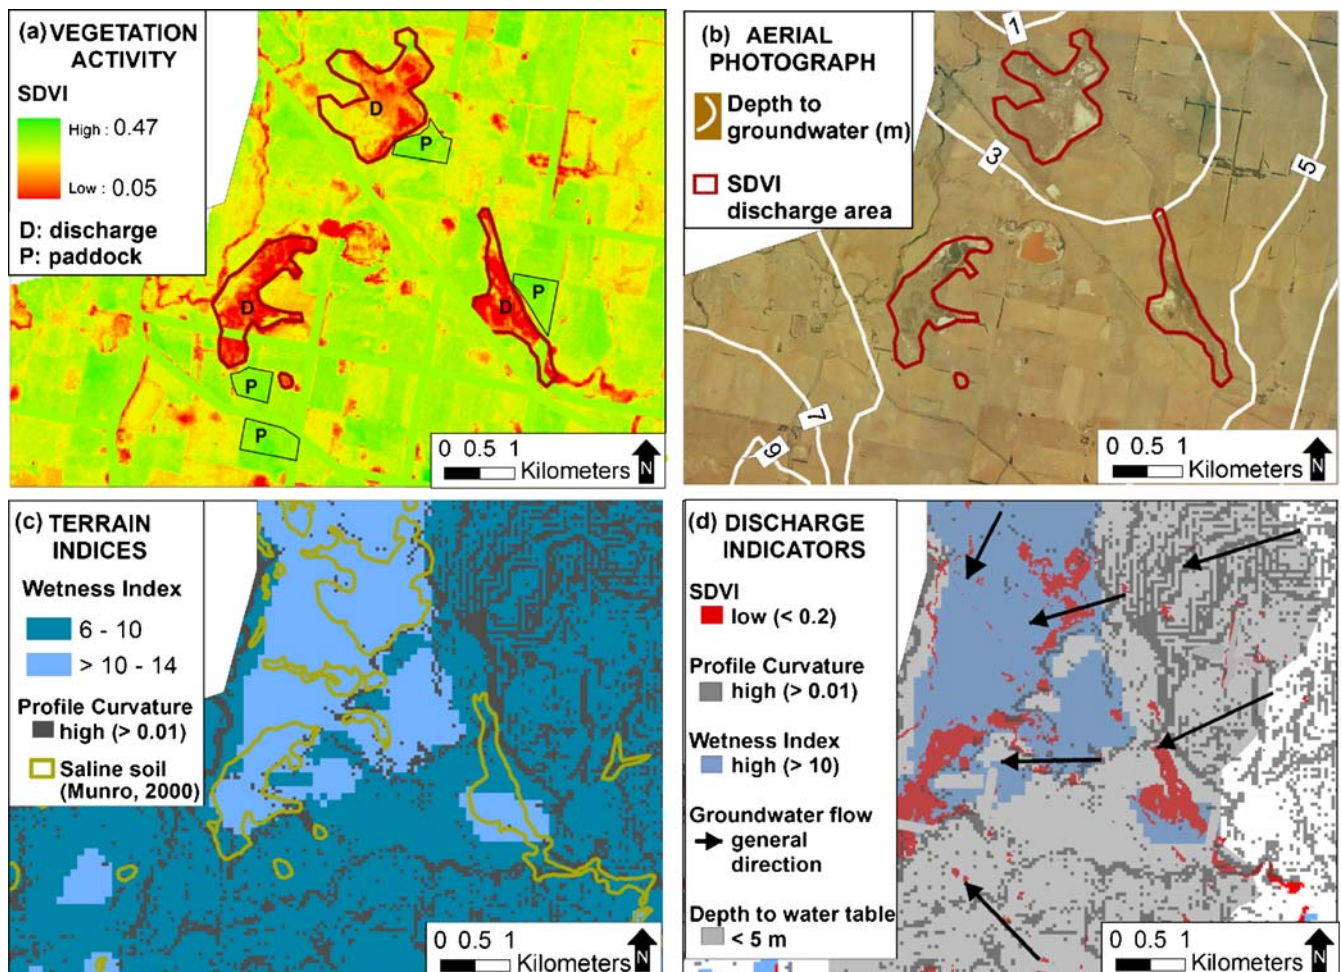 (a) VEGETATION
ACTIVITY
SDVI
High : 0.47
Low : 0.05
D: discharge
P: paddock
D
P
D
D
P
P
P
0 0.5 1
Kilometers
N
(b) AERIAL
PHOTOGRAPH
Depth to
groundwater (m)
SDVI
discharge area
1
3
5
7
9
0 0.5 1
Kilometers
N
(c) TERRAIN
INDICES
Wetness Index
6 - 10
> 10 - 14
Profile Curvature
high (> 0.01)
Saline soil
(Munro, 2000)
0 0.5 1
Kilometers
N
(d) DISCHARGE
INDICATORS
SDVI
low (< 0.2)
Profile Curvature
high (> 0.01)
Wetness Index
high (> 10)
Groundwater flow
general
direction
Depth to water table
< 5 m
0 0.5 1
Kilometers
N